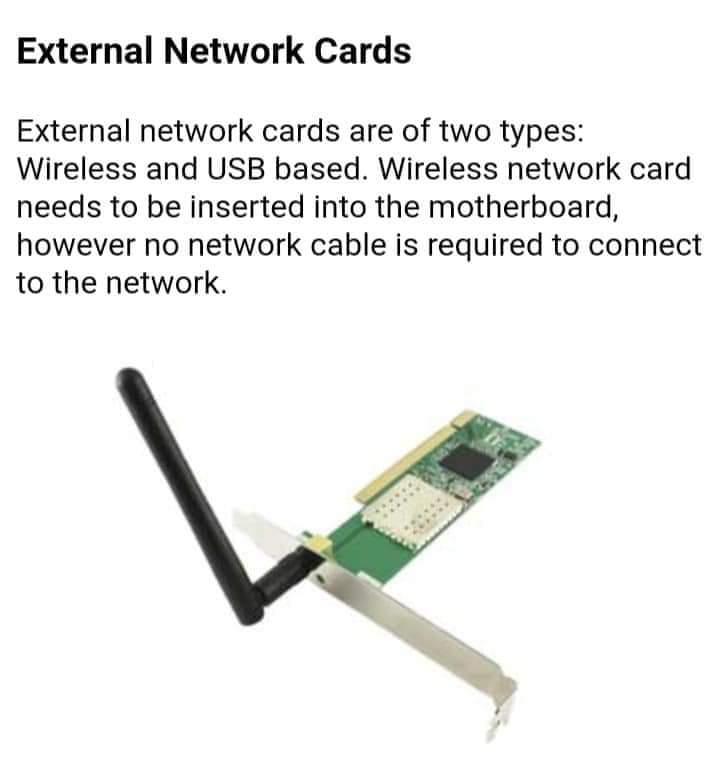 External Network Cards
External network cards are of two types:
Wireless and USB based. Wireless network card
needs to be inserted into the motherboard,
however no network cable is required to connect
to the network.